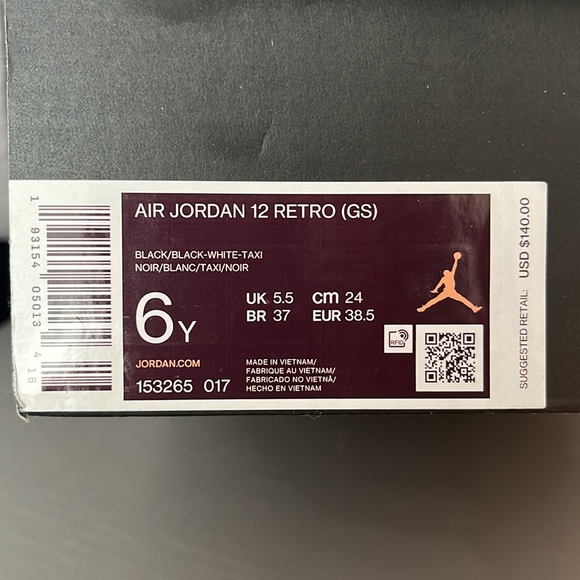 AIR JORDAN 12 RETRO (GS)
BLACK/BLACK-WHITE-TAXI
NOIR/BLANC/TAXI/NOIR
6Y
UK 5.5 cm 24
BR 37 EUR 38.5
RFID
JORDAN.COM
153265 017
MADE IN VIETNAM/
FABRIQUE AU VIETNAM/
FABRICADO NO VIETNÃ/
HECHO EN VIETNAM
1 93154 05013 4 16
SUGGESTED RETAIL: USD $140.00